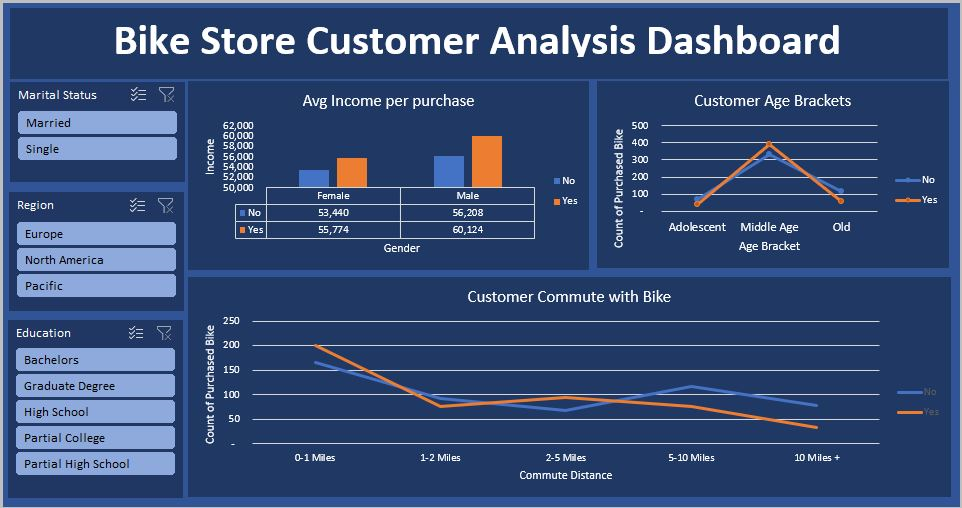 Bike Store Customer Analysis Dashboard
Marital Status
Married
Single
Region
Europe
North America
Pacific
Education
Bachelors
Graduate Degree
High School
Partial College
Partial High School
Avg Income per purchase
Income
62,000
60,000
58,000
56,000
54,000
52,000
50,000
Female Male
No 53,440 56,208
Yes 55,774 60,124
Gender
No
Yes
Customer Age Brackets
Count of Purchased Bike
500
400
300
200
100
-
Adolescent Middle Age Old
Age Bracket
No
Yes
Customer Commute with Bike
Count of Purchased Bike
250
200
150
100
50
-
0-1 Miles 1-2 Miles 2-5 Miles 5-10 Miles 10 Miles +
Commute Distance
No
Yes